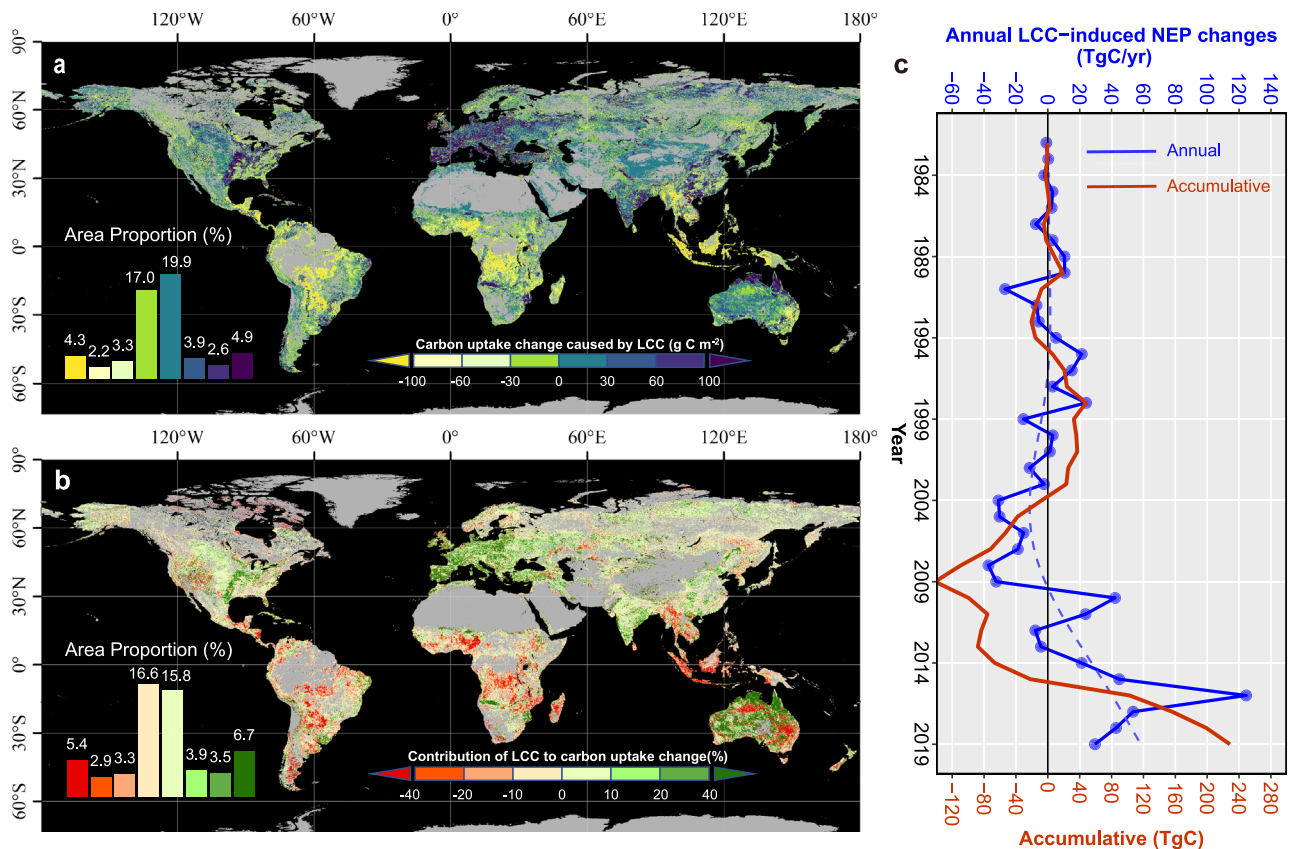 120°W 60°W 0° 60°E 120°E 180°
90°
60°N
30°N
0°
30°S
60°S
a
Area Proportion (%)
4.3 2.2 3.3 17.0 19.9 3.9 2.6 4.9
Carbon uptake change caused by LCC (g C m⁻²)
-100 -60 -30 0 30 60 100
120°W 60°W 0° 60°E 120°E 180°
90°
60°N
30°N
0°
30°S
60°S
b
Area Proportion (%)
5.4 2.9 3.3 16.6 15.8 3.9 3.5 6.7
Contribution of LCC to carbon uptake change(%)
-40 -20 -10 0 10 20 40
c
Annual LCC−induced NEP changes
(TgC/yr)
−60 −40 −20 0 20 40 60 80 100 120 140
Annual
Accumulative
Year
1984
1989
1994
1999
2004
2009
2014
2019
−120 −80 −40 0 40 80 120 160 200 240 280
Accumulative (TgC)